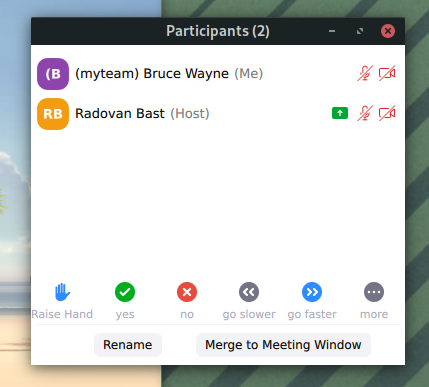 Participants (2)
(B (myteam) Bruce Wayne (Me)
RB Radovan Bast (Host)
Raise Hand yes no go slower go faster more
Rename Merge to Meeting Window